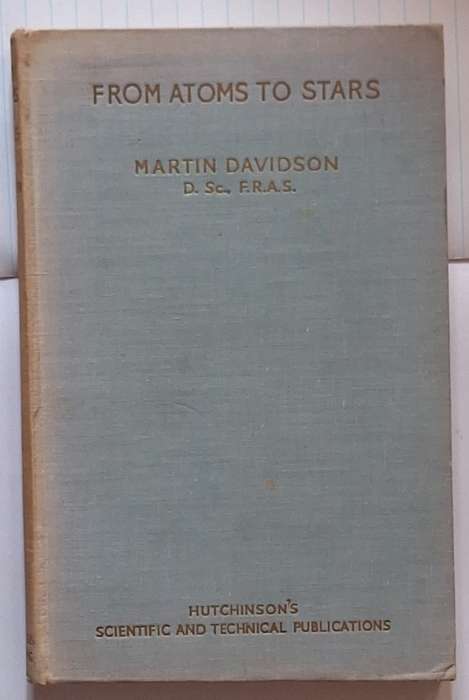 FROM ATOMS TO STARS
MARTIN DAVIDSON
D. Sc., F.R.A.S.
HUTCHINSON'S
SCIENTIFIC AND TECHNICAL PUBLICATIONS